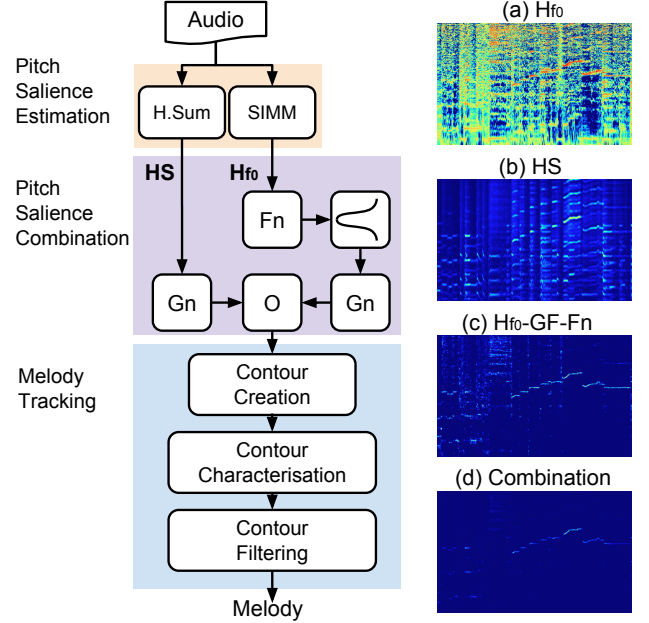 Audio
Pitch
Salience
Estimation
H.Sum
SIMM
HS
Hf0
Pitch
Salience
Combination
Fn
Gn
O
Gn
Melody
Tracking
Contour
Creation
Contour
Characterisation
Contour
Filtering
Melody
(a) Hf0
(b) HS
(c) Hf0-GF-Fn
(d) Combination